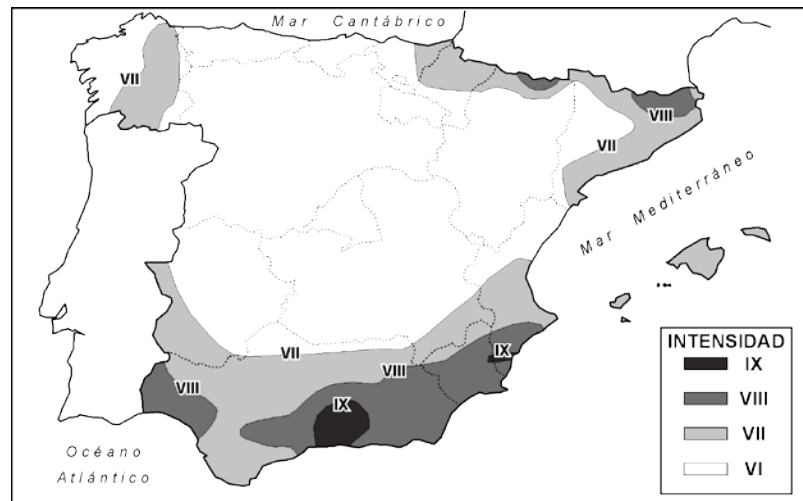 Mar Cantábrico
VII
VIII
VII
Mar Mediterráneo
VII
VIII
VIII
IX
IX
Océano
Atlántico
INTENSIDAD
IX
VIII
VII
VI